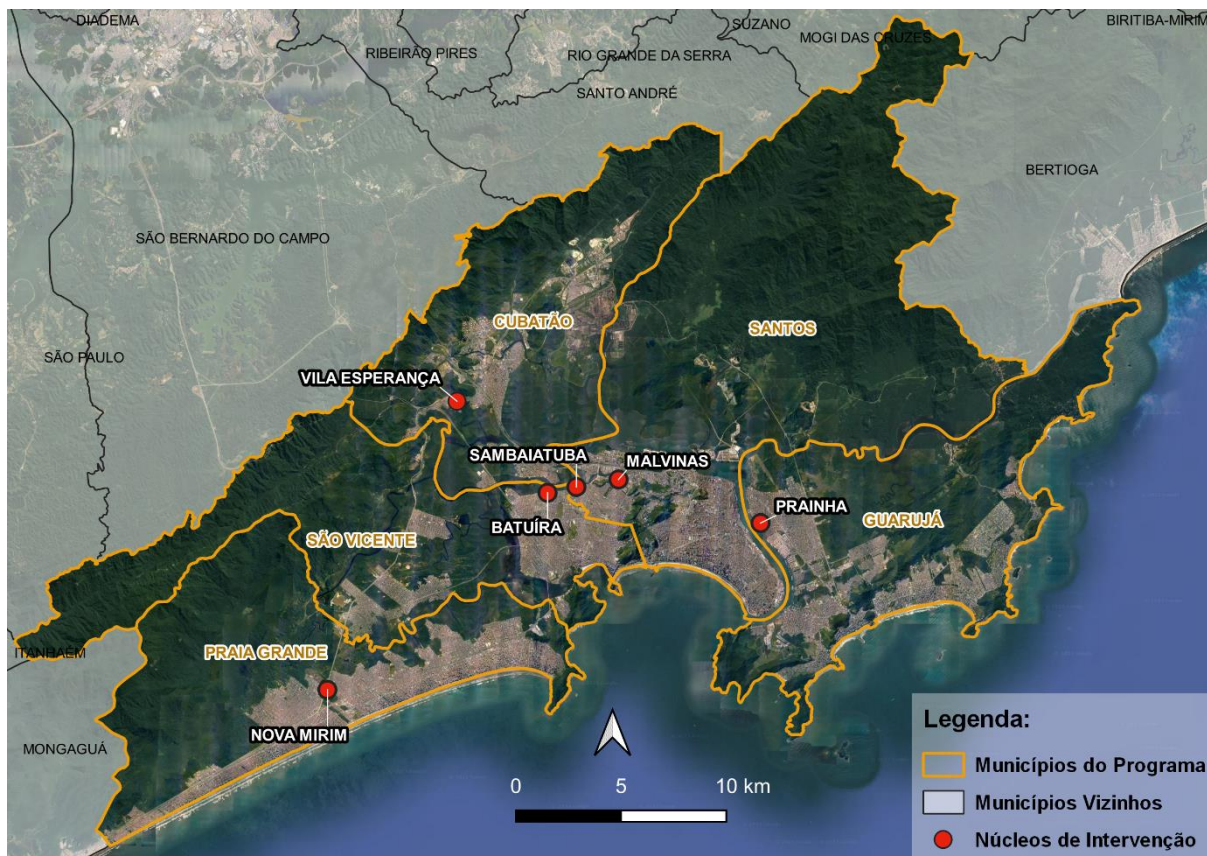 DIADEMA
SUZANO
BIRITIBA-MIRIM
MOGI DAS CRUZES
RIBEIRÃO PIRES
RIO GRANDE DA SERRA
SANTO ANDRÉ
BERTIOGA
SÃO BERNARDO DO CAMPO
CUBATÃO
SANTOS
SÃO PAULO
VILA ESPERANÇA
SAMBAIATUBA
MALVINAS
BATUÍRA
PRAINHA
GUARUJÁ
SÃO VICENTE
ITANHAÉM
PRAIA GRANDE
NOVA MIRIM
MONGAGUÁ
0 5 10 km
Legenda:
Municípios do Programa
Municípios Vizinhos
Núcleos de Intervenção